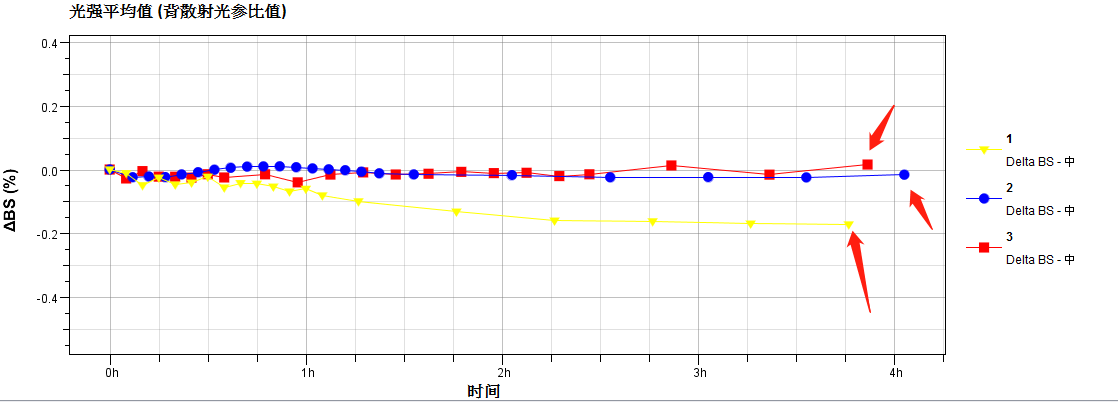 光强平均值 (背散射光参比值)
0.4
0.2
0.0
-0.2
-0.4
ΔBS (%)
0h
1h
2h
3h
4h
时间
1
Delta BS - 中
2
Delta BS - 中
3
Delta BS - 中